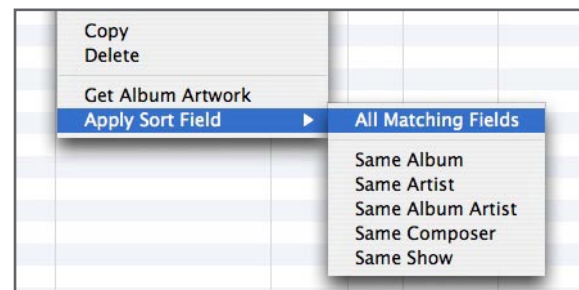 Copy
Delete
Get Album Artwork
Apply Sort Field
All Matching Fields
Same Album
Same Artist
Same Album Artist
Same Composer
Same Show